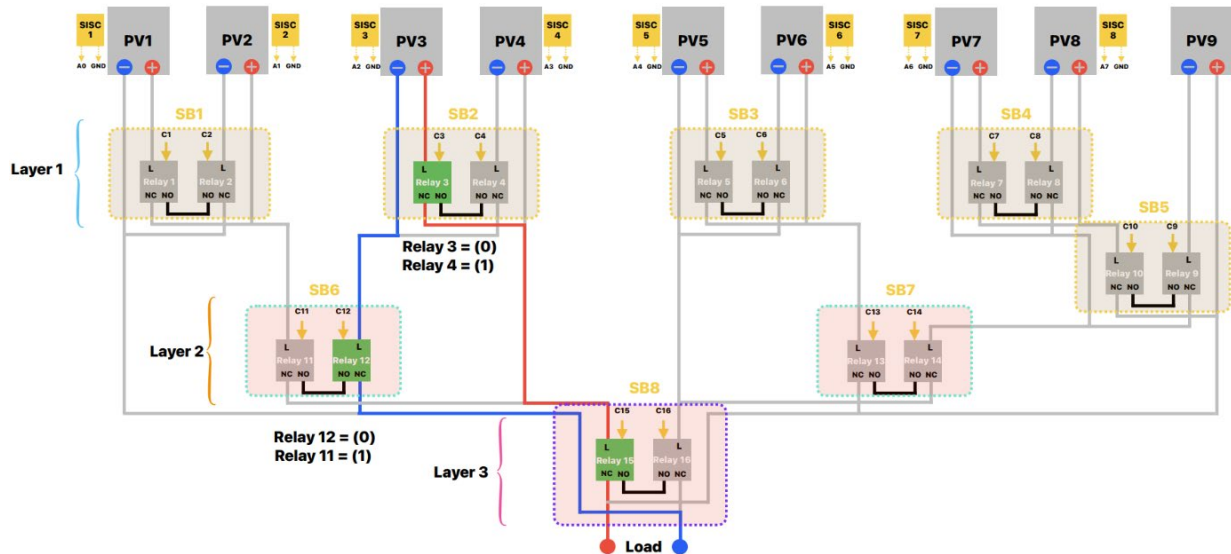 SISC 1
PV1
PV2
SISC 2
SISC 3
PV3
PV4
SISC 4
SISC 5
PV5
PV6
SISC 6
SISC 7
PV7
PV8
SISC 8
PV9
A0 GND
− +
− +
A1 GND
A2 GND
− +
− +
A3 GND
A4 GND
− +
− +
A5 GND
A6 GND
− +
− +
A7 GND
− +
Layer 1
SB1
C1 C2
L L
Relay 1 Relay 2
NC NO NO NC
SB2
C3 C4
L L
Relay 3 Relay 4
NC NO NO NC
SB3
C5 C6
L L
Relay 5 Relay 6
NC NO NO NC
SB4
C7 C8
L L
Relay 7 Relay 8
NC NO NO NC
SB5
C10 C9
L L
Relay 10 Relay 9
NC NO NO NC
Relay 3 = (0)
Relay 4 = (1)
Layer 2
SB6
C11 C12
L L
Relay 11 Relay 12
NC NO NO NC
SB7
C13 C14
L L
Relay 13 Relay 14
NC NO NO NC
Relay 12 = (0)
Relay 11 = (1)
Layer 3
SB8
C15 C16
L L
Relay 15 Relay 16
NC NO NO NC
Load